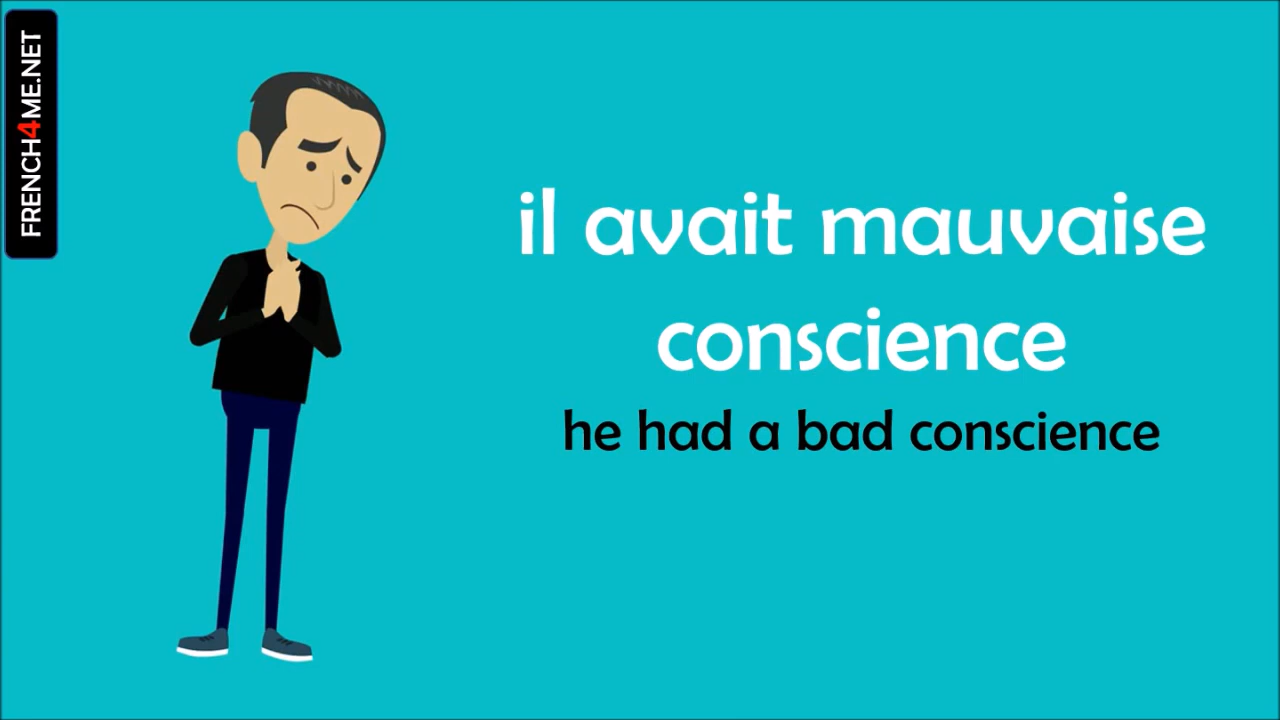 FRENCH4ME.NET
il avait mauvaise
conscience
he had a bad conscience